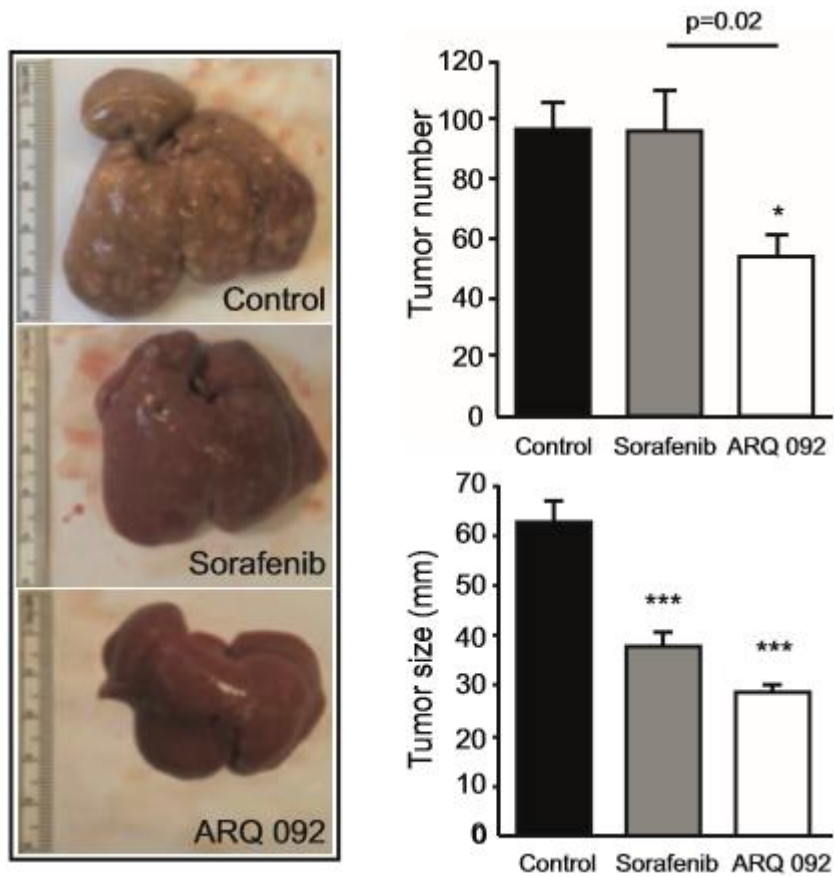 Control
Sorafenib
ARQ 092
p=0.02
Tumor number
120
100
80
60
40
20
0
*
Control Sorafenib ARQ 092
Tumor size (mm)
70
60
50
40
30
20
10
0
***
***
Control Sorafenib ARQ 092